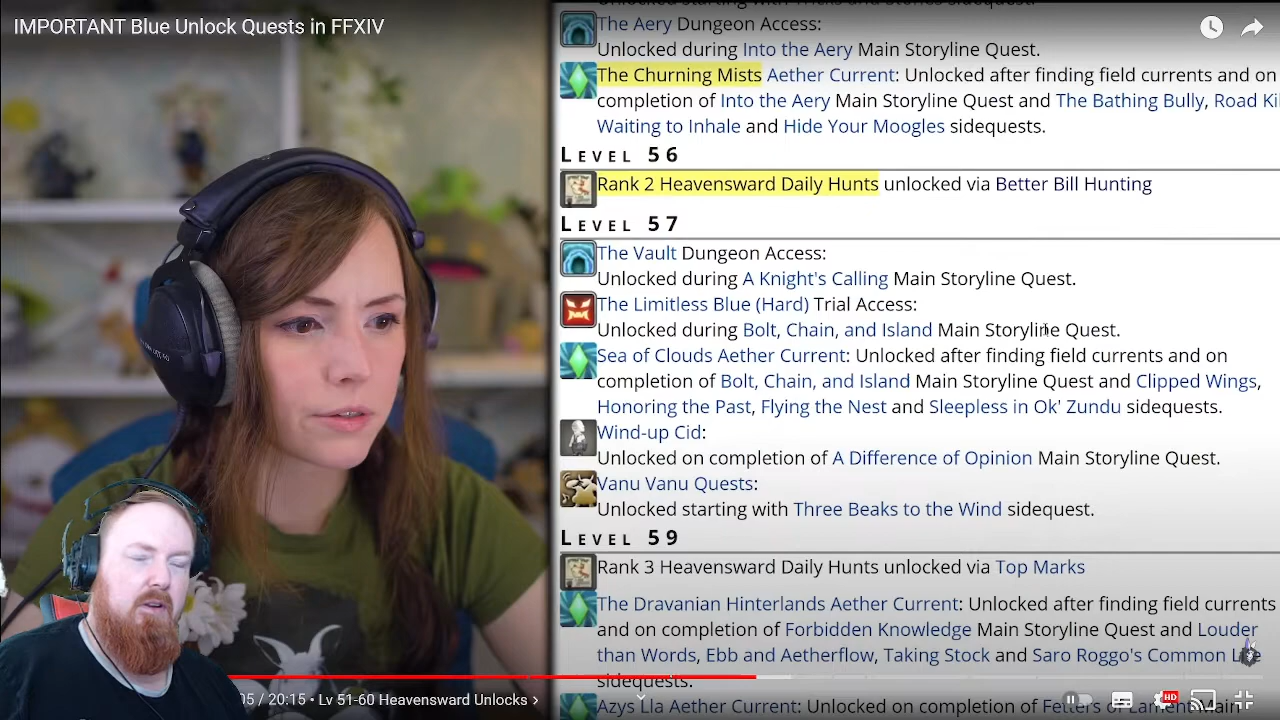 IMPORTANT Blue Unlock Quests in FFXIV
The Aery Dungeon Access:
Unlocked during Into the Aery Main Storyline Quest.
The Churning Mists Aether Current: Unlocked after finding field currents and on
completion of Into the Aery Main Storyline Quest and The Bathing Bully, Road Ki
Waiting to Inhale and Hide Your Moogles sidequests.
LEVEL 56
Rank 2 Heavensward Daily Hunts unlocked via Better Bill Hunting
LEVEL 57
The Vault Dungeon Access:
Unlocked during A Knight's Calling Main Storyline Quest.
The Limitless Blue (Hard) Trial Access:
Unlocked during Bolt, Chain, and Island Main Storyline Quest.
Sea of Clouds Aether Current: Unlocked after finding field currents and on
completion of Bolt, Chain, and Island Main Storyline Quest and Clipped Wings,
Honoring the Past, Flying the Nest and Sleepless in Ok' Zundu sidequests.
Wind-up Cid:
Unlocked on completion of A Difference of Opinion Main Storyline Quest.
Vanu Vanu Quests:
Unlocked starting with Three Beaks to the Wind sidequest.
LEVEL 59
Rank 3 Heavensward Daily Hunts unlocked via Top Marks
The Dravanian Hinterlands Aether Current: Unlocked after finding field currents
and on completion of Forbidden Knowledge Main Storyline Quest and Louder
than Words, Ebb and Aetherflow, Taking Stock and Saro Roggo's Common Life
sidequests.
05 / 20:15 • Lv 51-60 Heavensward Unlocks >
HD
Azys Lla Aether Current: Unlocked on completion of Fetters of Lament Main